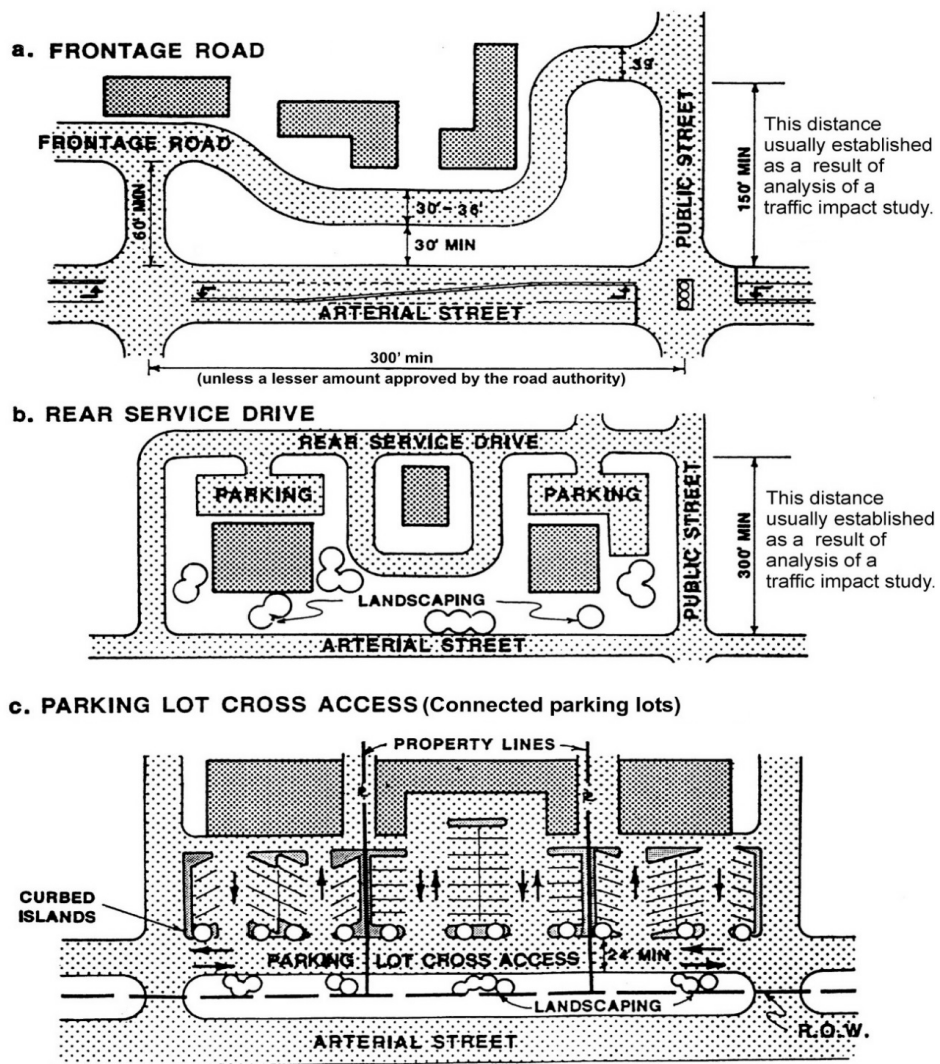 a. FRONTAGE ROAD
39'
FRONTAGE ROAD
60' MIN
30'-36'
30' MIN
PUBLIC STREET
150' MIN
This distance
usually established
as a result of
analysis of a
traffic impact study.
ARTERIAL STREET
300' min
(unless a lesser amount approved by the road authority)
b. REAR SERVICE DRIVE
REAR SERVICE DRIVE
PARKING
PARKING
LANDSCAPING
PUBLIC STREET
300' MIN
This distance
usually established
as a result of
analysis of a
traffic impact study.
ARTERIAL STREET
c. PARKING LOT CROSS ACCESS (Connected parking lots)
PROPERTY LINES
CURBED
ISLANDS
PARKING LOT CROSS ACCESS
24' MIN
LANDSCAPING
R.O.W.
ARTERIAL STREET